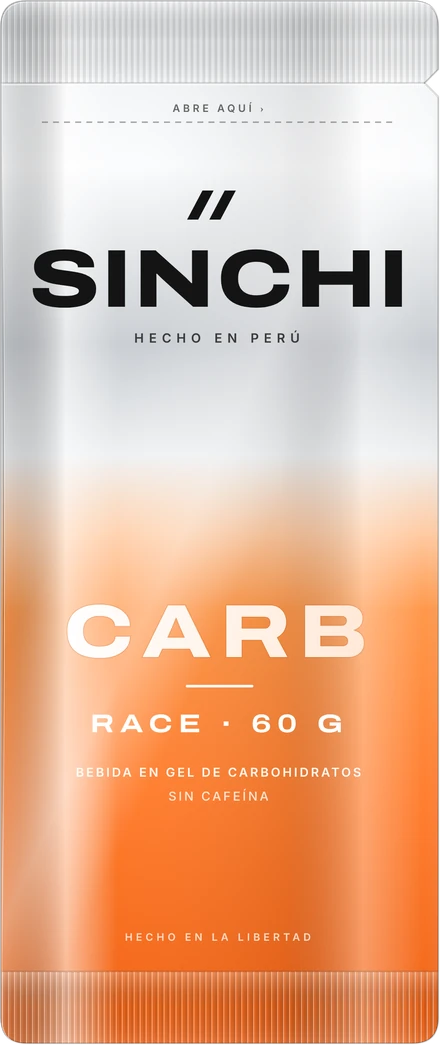 ABRE AQUÍ ›
SINCHI
HECHO EN PERÚ
CARB
RACE · 60 G
BEBIDA EN GEL DE CARBOHIDRATOS
SIN CAFEÍNA
HECHO EN LA LIBERTAD